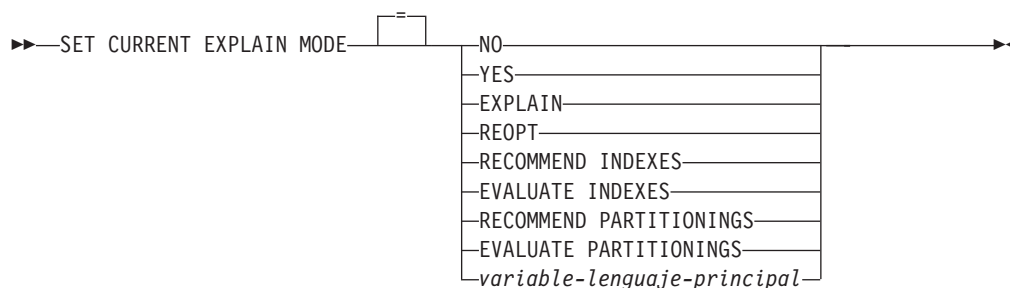 =
SET CURRENT EXPLAIN MODE NO
YES
EXPLAIN
REOPT
RECOMMEND INDEXES
EVALUATE INDEXES
RECOMMEND PARTITIONINGS
EVALUATE PARTITIONINGS
variable-lenguaje-principal